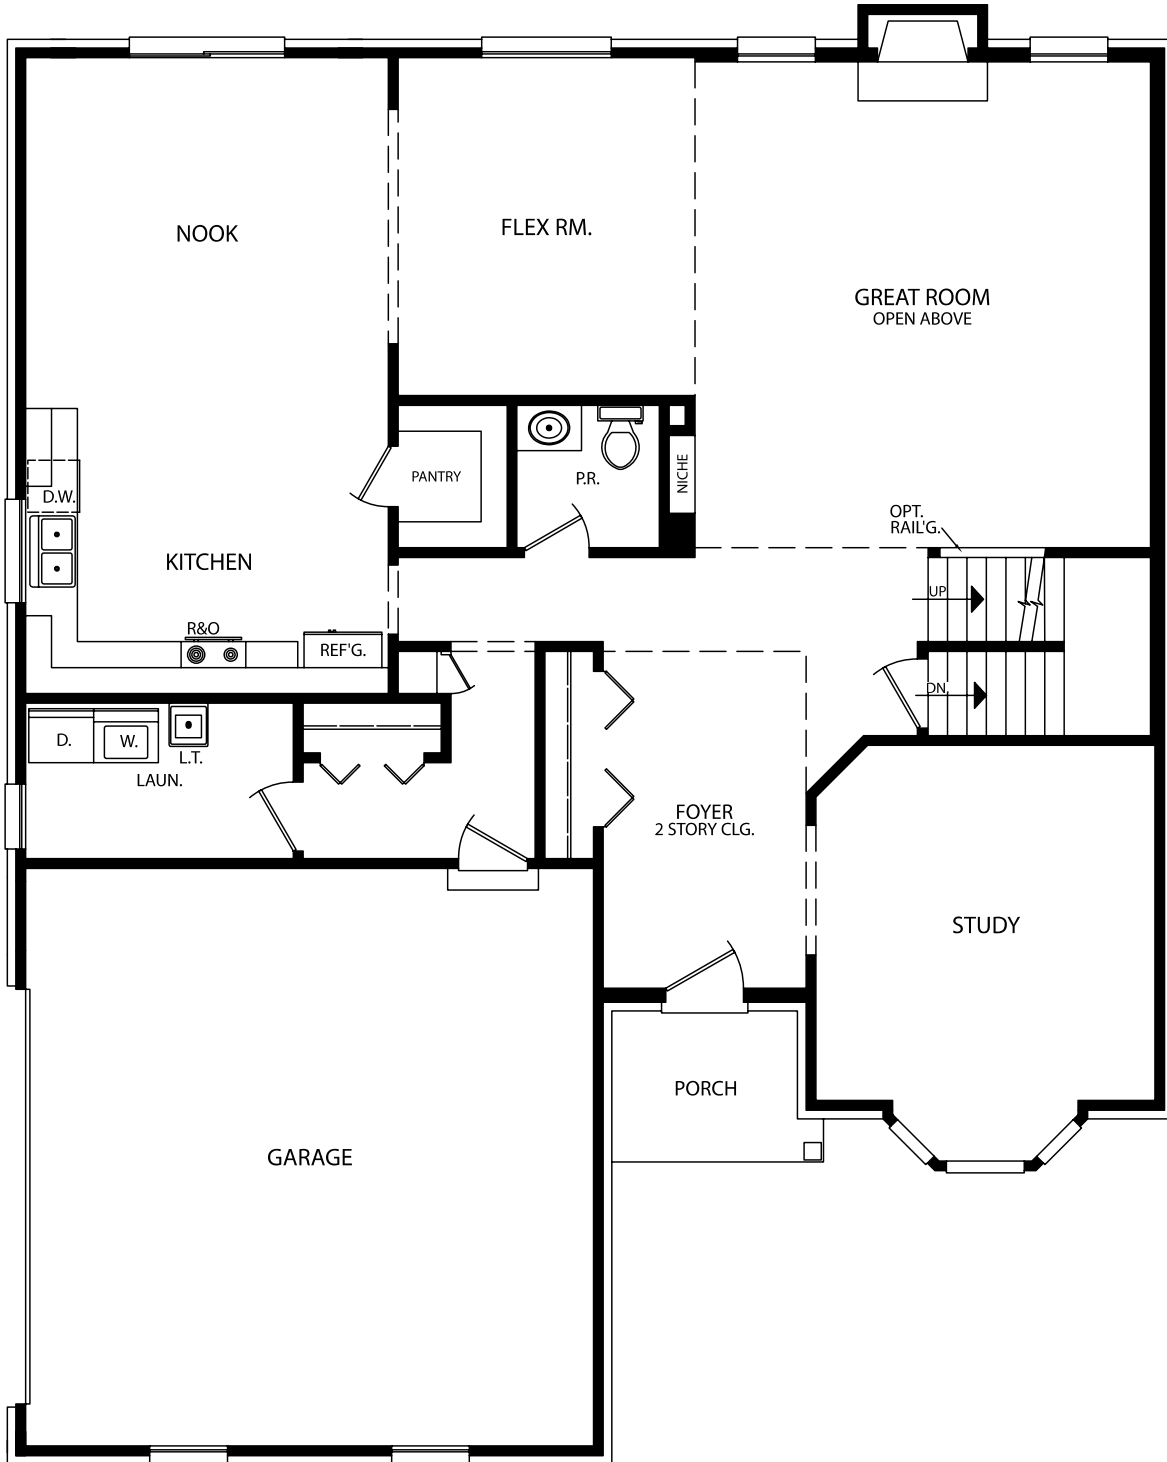 NOOK
FLEX RM.
GREAT ROOM
OPEN ABOVE
PANTRY
P.R.
NICHE
D.W.
OPT.
RAIL'G.
KITCHEN
UP
R&O
REF'G.
DN.
D.
W.
L.T.
LAUN.
FOYER
2 STORY CLG.
STUDY
PORCH
GARAGE